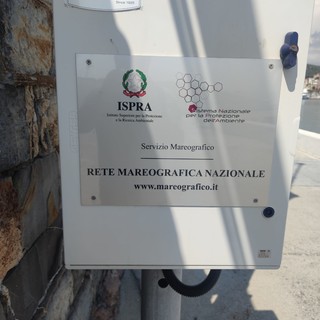 ISPRA
Istituto Superiore per la Protezione
e la Ricerca Ambientale
Sistema Nazionale
per la Protezione
dell'Ambiente
Servizio Mareografico
RETE MAREOGRAFICA NAZIONALE
www.mareografico.it